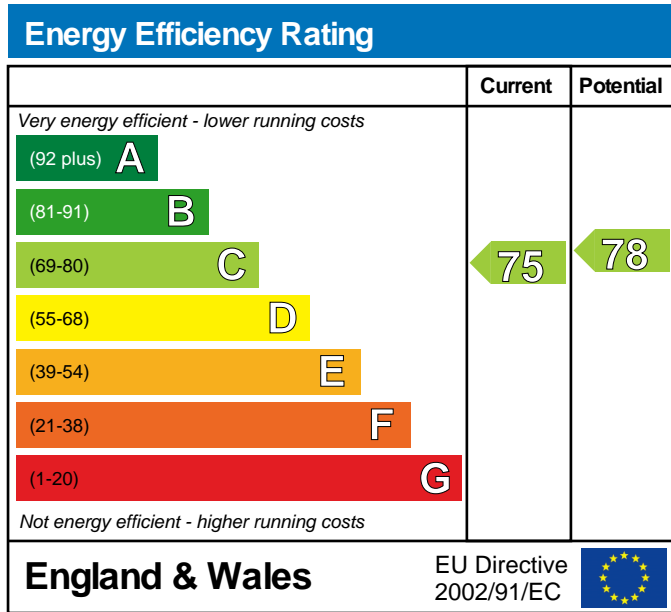 Energy Efficiency Rating
Current Potential
Very energy efficient - lower running costs
(92 plus) A
(81-91) B
(69-80) C 75 78
(55-68) D
(39-54) E
(21-38) F
(1-20) G
Not energy efficient - higher running costs
England & Wales
EU Directive
2002/91/EC